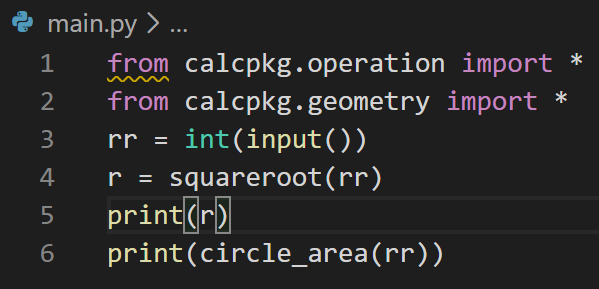 main.py > ...
1 from calcpkg.operation import *
2 from calcpkg.geometry import *
3 rr = int(input())
4 r = squareroot(rr)
5 print(r)
6 print(circle_area(rr))